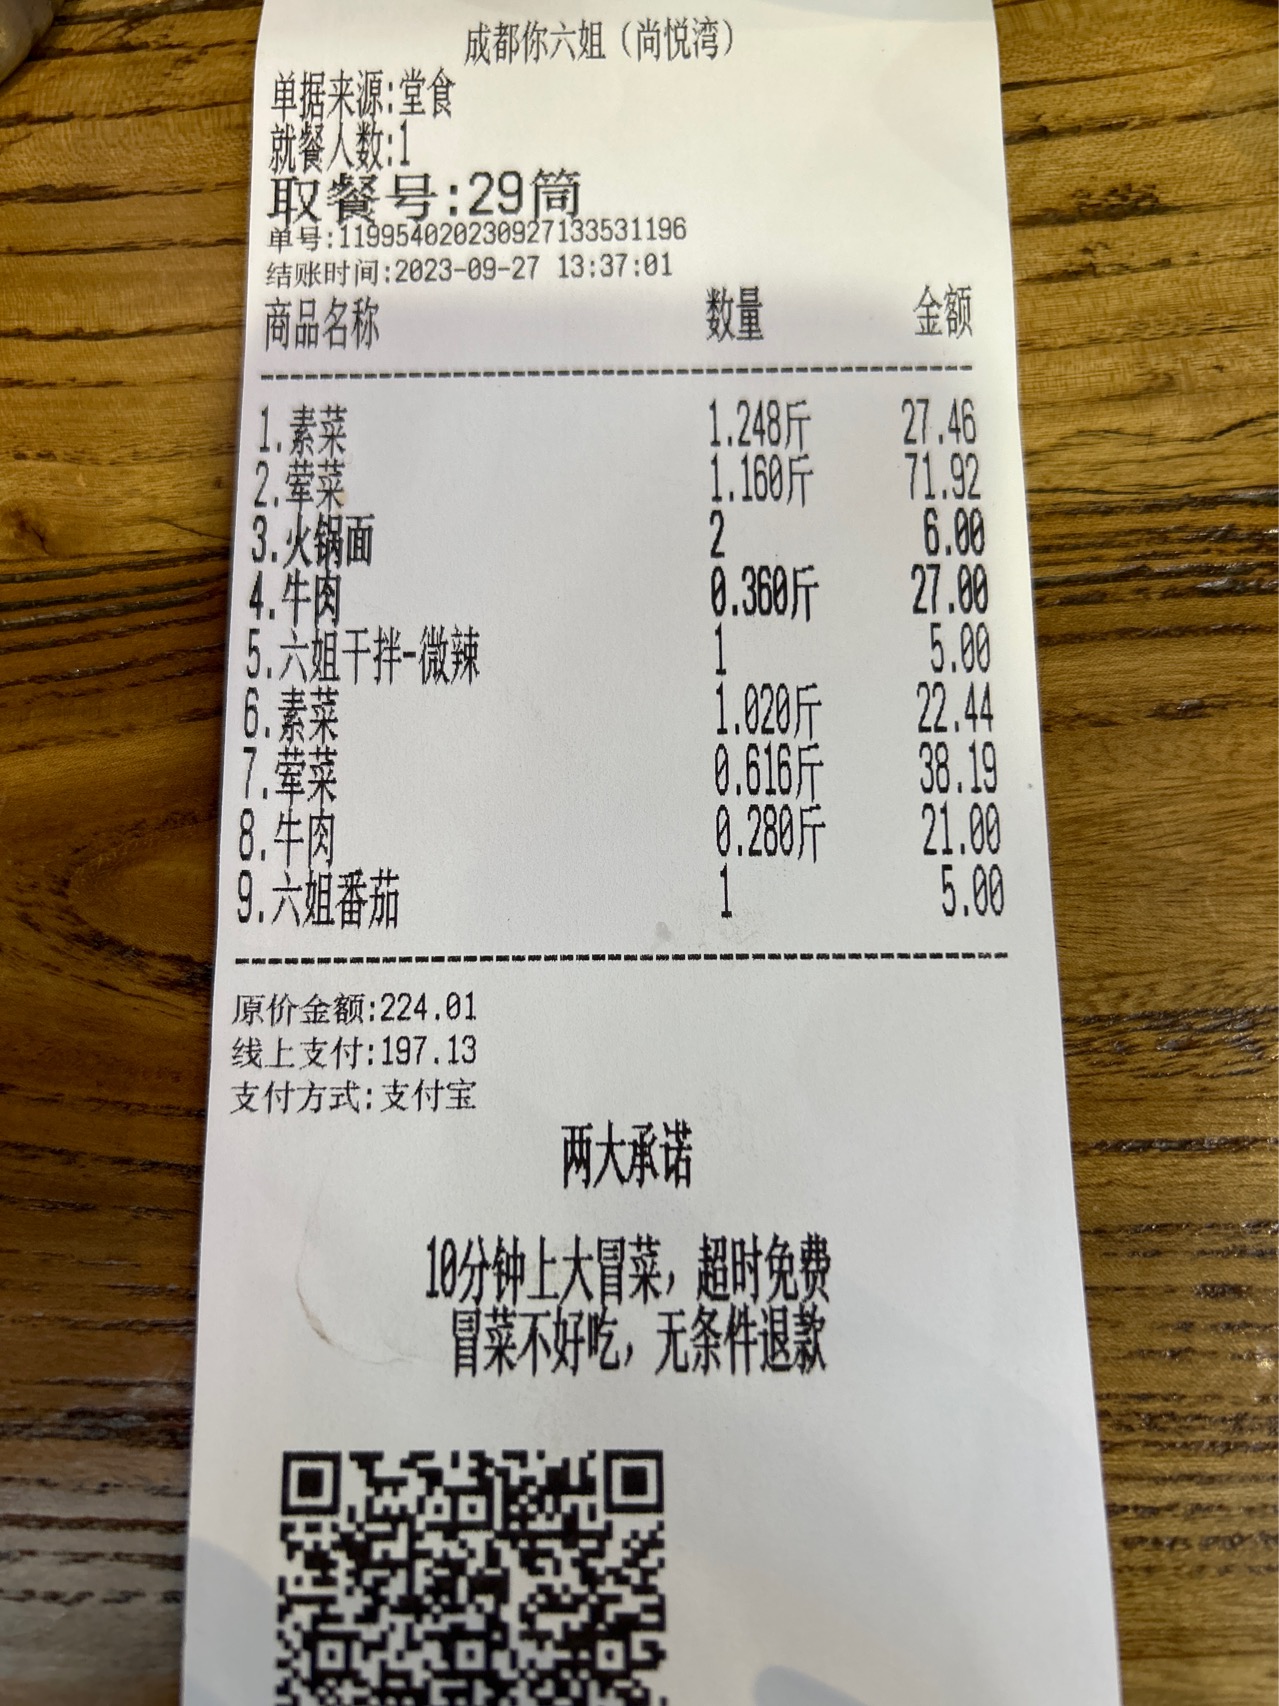 成都你六姐（尚悦湾）
单据来源:堂食
就餐人数:1
取餐号:29筒
单号:119954020230927133531196
结账时间:2023-09-27 13:37:01
商品名称 数量 金额
1.素菜 1.248斤 27.46
2.荤菜 1.160斤 71.92
3.火锅面 2 6.00
4.牛肉 0.360斤 27.00
5.六姐干拌-微辣 1 5.00
6.素菜 1.020斤 22.44
7.荤菜 0.616斤 38.19
8.牛肉 0.280斤 21.00
9.六姐番茄 1 5.00
原价金额:224.01
线上支付:197.13
支付方式:支付宝
两大承诺
10分钟上大冒菜，超时免费
冒菜不好吃，无条件退款